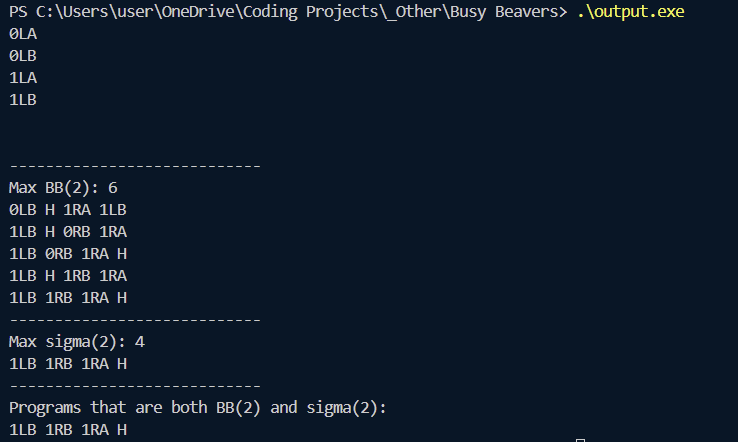 PS C:\Users\user\OneDrive\Coding Projects\_Other\Busy Beavers> .\output.exe
0LA
0LB
1LA
1LB
----------------------------
Max BB(2): 6
0LB H 1RA 1LB
1LB H 0RB 1RA
1LB 0RB 1RA H
1LB H 1RB 1RA
1LB 1RB 1RA H
----------------------------
Max sigma(2): 4
1LB 1RB 1RA H
----------------------------
Programs that are both BB(2) and sigma(2):
1LB 1RB 1RA H